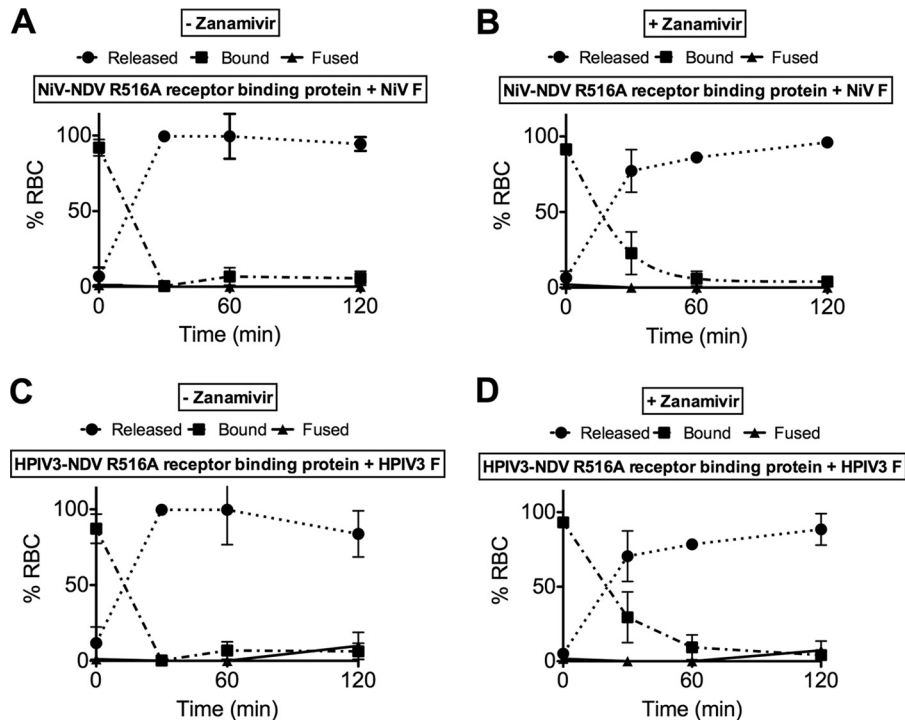 A
- Zanamivir
Released Bound Fused
NiV-NDV R516A receptor binding protein + NiV F
100
50
0
% RBC
0 60 120
Time (min)
B
+ Zanamivir
Released Bound Fused
NiV-NDV R516A receptor binding protein + NiV F
100
50
0
% RBC
0 60 120
Time (min)
C
- Zanamivir
Released Bound Fused
HPIV3-NDV R516A receptor binding protein + HPIV3 F
100
50
0
% RBC
0 60 120
Time (min)
D
+ Zanamivir
Released Bound Fused
HPIV3-NDV R516A receptor binding protein + HPIV3 F
100
50
0
% RBC
0 60 120
Time (min)